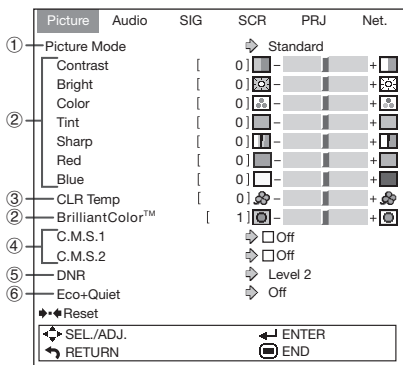 Picture Audio SIG SCR PRJ Net.
① Picture Mode Standard
② Contrast [ 0 ] − +
Bright [ 0 ] − +
Color [ 0 ] − +
Tint [ 0 ] − +
Sharp [ 0 ] − +
Red [ 0 ] − +
Blue [ 0 ] − +
③ CLR Temp [ 0 ] − +
② BrilliantColor™ [ 1 ] − +
④ C.M.S.1 Off
C.M.S.2 Off
⑤ DNR Level 2
⑥ Eco+Quiet Off
Reset
SEL./ADJ. ENTER
RETURN END